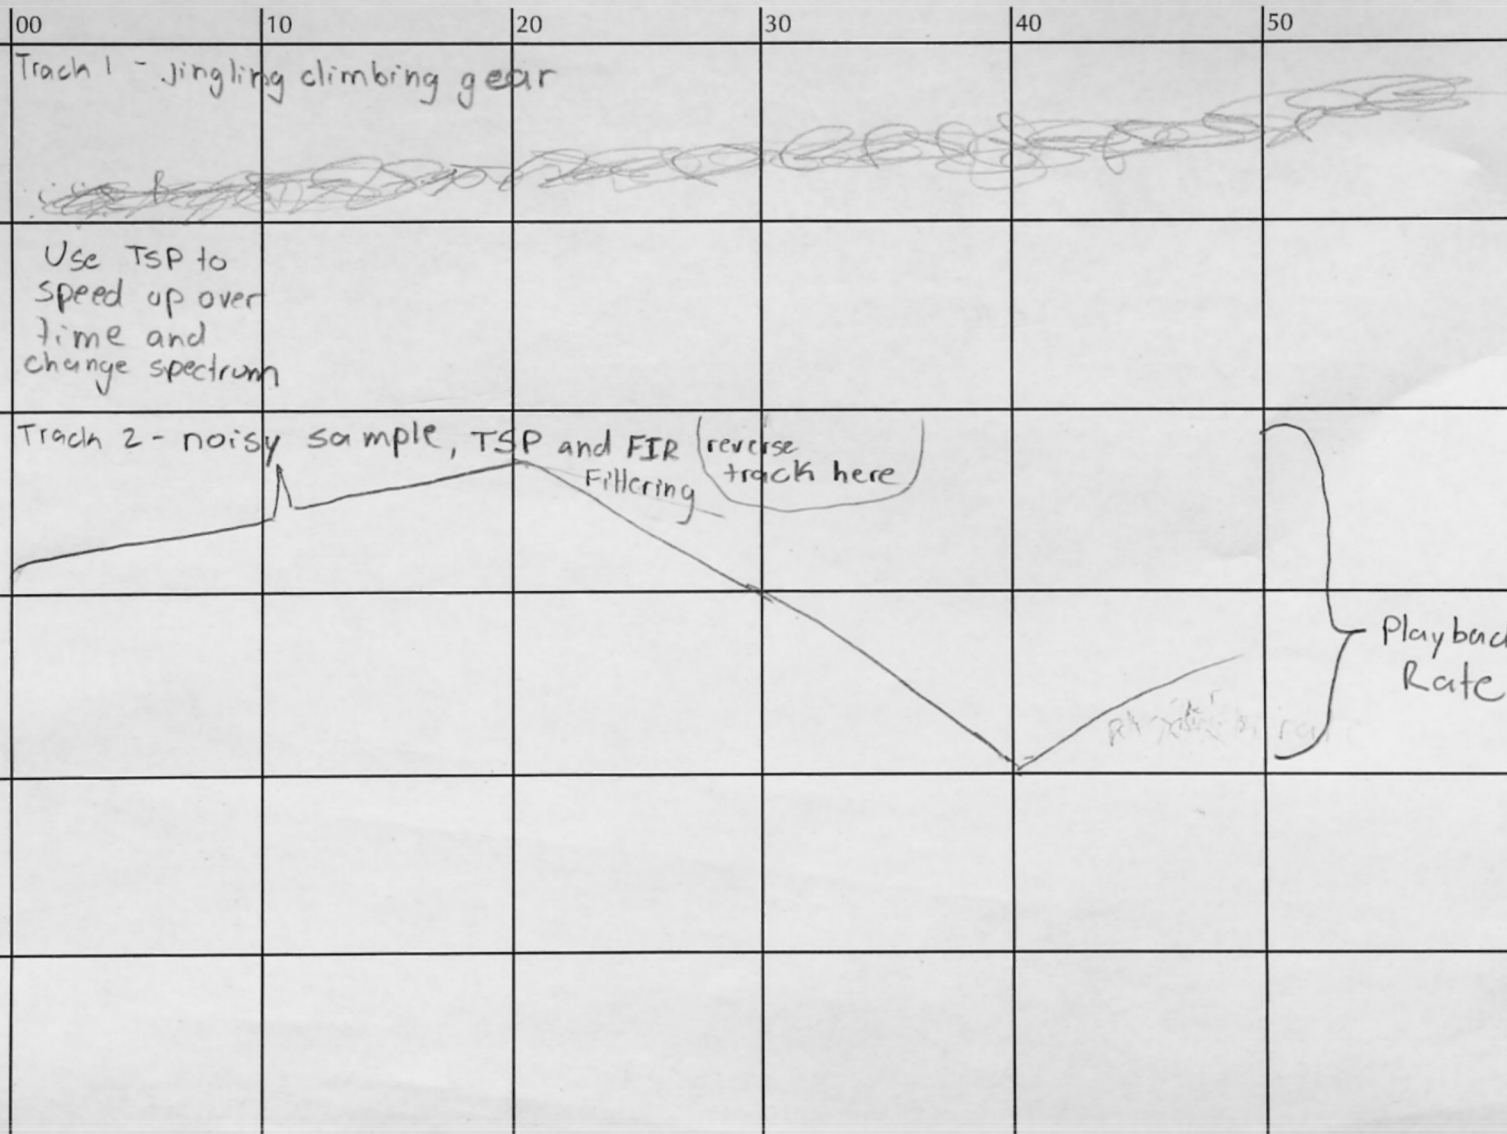 00 10 20 30 40 50
Track 1 - jingling climbing gear
Use TSP to
speed up over
time and
change spectrum
Track 2 - noisy sample, TSP and FIR
Filtering
reverse
track here
Playbac
Rate